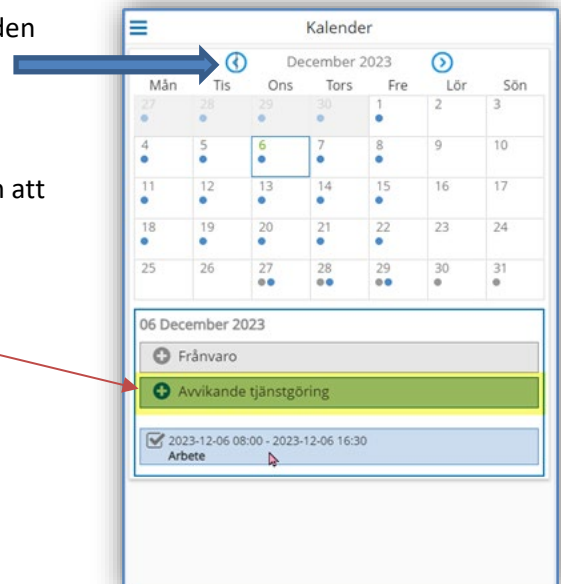 den
n att
Kalender
December 2023
Mån Tis Ons Tors Fre Lör Sön
27 28 29 30 1 2 3
4 5 6 7 8 9 10
11 12 13 14 15 16 17
18 19 20 21 22 23 24
25 26 27 28 29 30 31
06 December 2023
Frånvaro
Avvikande tjänstgöring
2023-12-06 08:00 - 2023-12-06 16:30
Arbete